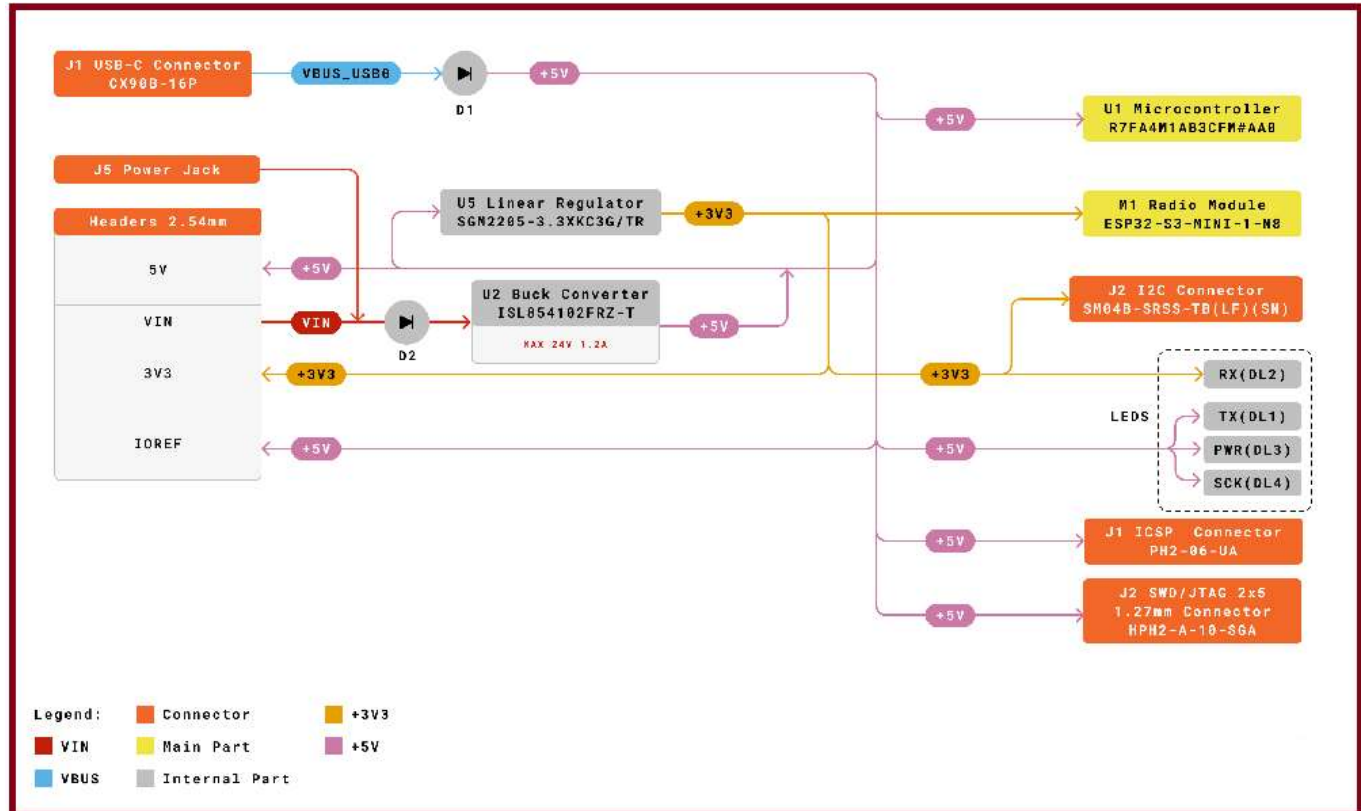 J1 USB-C Connector
CX90B-16P
VBUS_USB0
D1
+5V
+5V
U1 Microcontroller
R7FA4M1AB3CFM#AA0
J5 Power Jack
U5 Linear Regulator
SGM2205-3.3XKC3G/TR
+3V3
M1 Radio Module
ESP32-S3-MINI-1-N8
Headers 2.54mm
5V
+5V
U2 Buck Converter
ISL854102FRZ-T
MAX 24V 1.2A
+5V
J2 I2C Connector
SM04B-SRSS-TB(LF)(SN)
VIN
VIN
D2
3V3
+3V3
+3V3
RX(DL2)
LEDS
TX(DL1)
IOREF
+5V
+5V
PWR(DL3)
SCK(DL4)
+5V
J1 ICSP Connector
PH2-06-UA
+5V
J2 SWD/JTAG 2x5
1.27mm Connector
HPH2-A-10-SGA
Legend:
Connector
+3V3
VIN
Main Part
+5V
VBUS
Internal Part